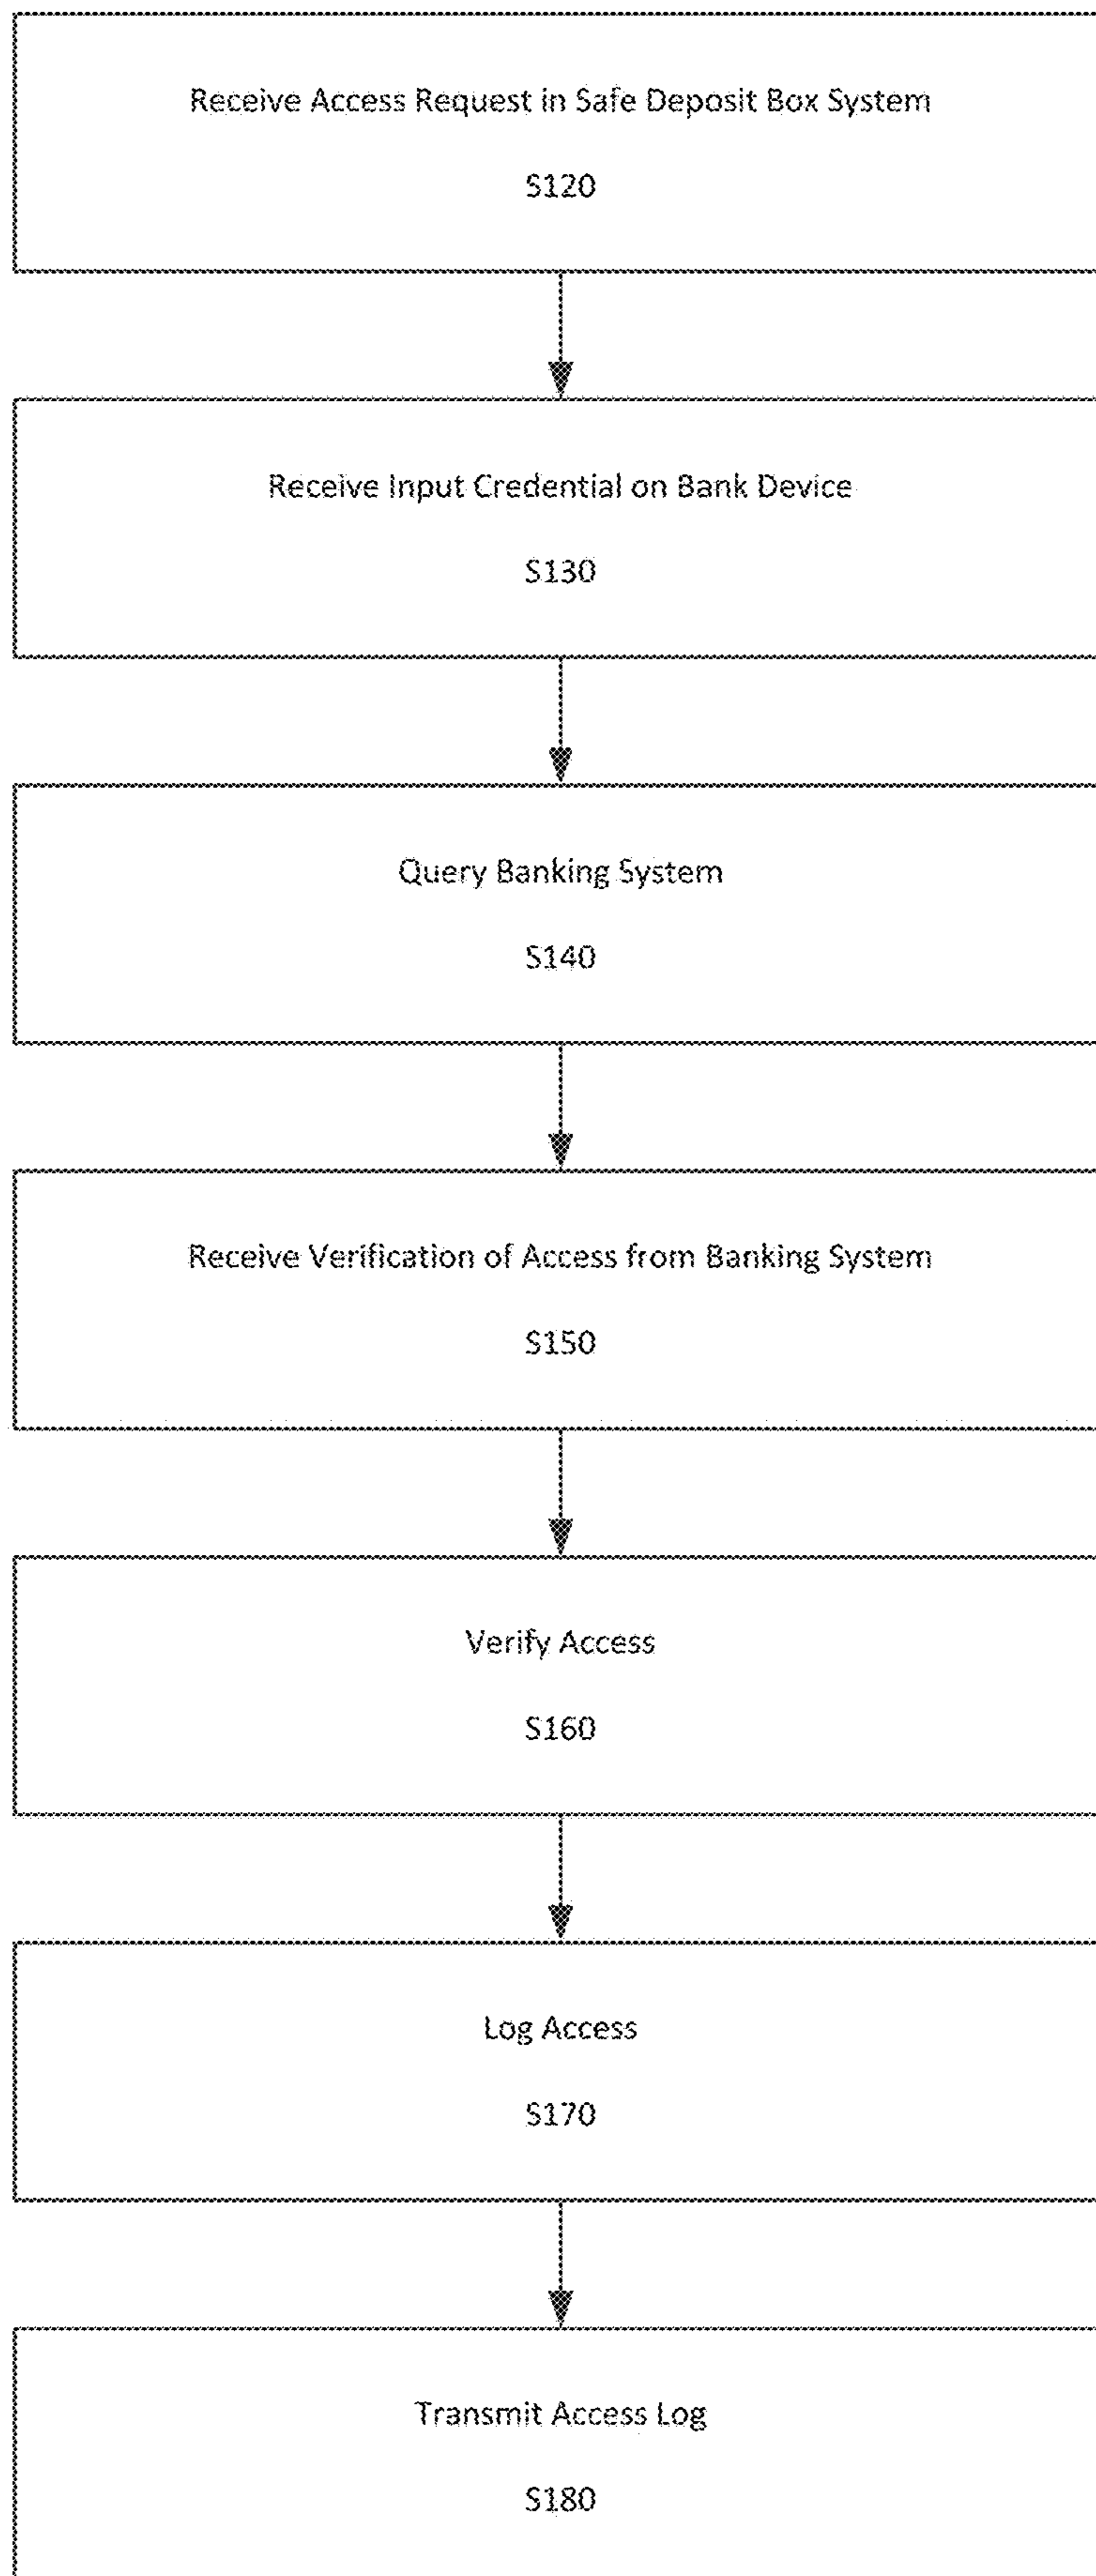 Receive Access Request in Safe Deposit Box System
S120
Receive Input Credential on Bank Device
S130
Query Banking System
S140
Receive Verification of Access from Banking System
S150
Verify Access
S160
Log Access
S170
Transmit Access Log
S180